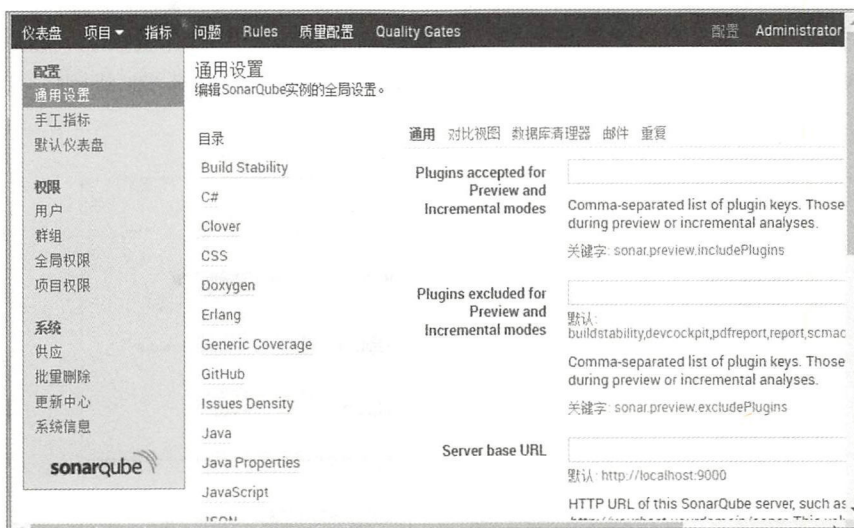 仪表盘 项目 指标 问题 Rules 质量配置 Quality Gates 配置 Administrator
配置
通用设置
手工指标
默认仪表盘
权限
用户
群组
全局权限
项目权限
系统
供应
批量删除
更新中心
系统信息
sonarqube
通用设置
编辑SonarQube实例的全局设置。
目录
Build Stability
C#
Clover
CSS
Doxygen
Erlang
Generic Coverage
GitHub
Issues Density
Java
Java Properties
JavaScript
JSON
通用 对比视图 数据库清理器 邮件 重复
Plugins accepted for
Preview and
Incremental modes
Comma-separated list of plugin keys. Those
during preview or incremental analyses.
关键字: sonar.preview.includePlugins
Plugins excluded for
Preview and
Incremental modes
默认:
buildstability,devcockpit,pdfreport,report,scmac
Comma-separated list of plugin keys. Those
during preview or incremental analyses.
关键字: sonar.preview.excludePlugins
Server base URL
默认: http://localhost:9000
HTTP URL of this SonarQube server, such as